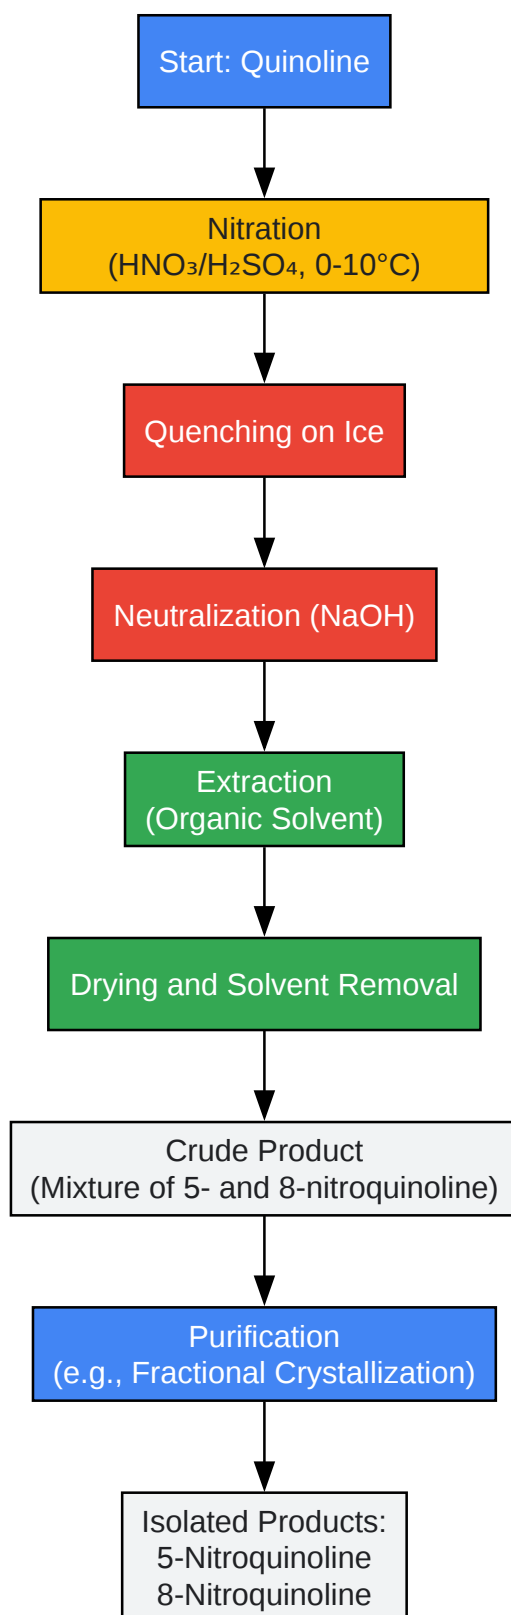 Start: Quinoline
Nitration
(HNO₃/H₂SO₄, 0-10°C)
Quenching on Ice
Neutralization (NaOH)
Extraction
(Organic Solvent)
Drying and Solvent Removal
Crude Product
(Mixture of 5- and 8-nitroquinoline)
Purification
(e.g., Fractional Crystallization)
Isolated Products:
5-Nitroquinoline
8-Nitroquinoline